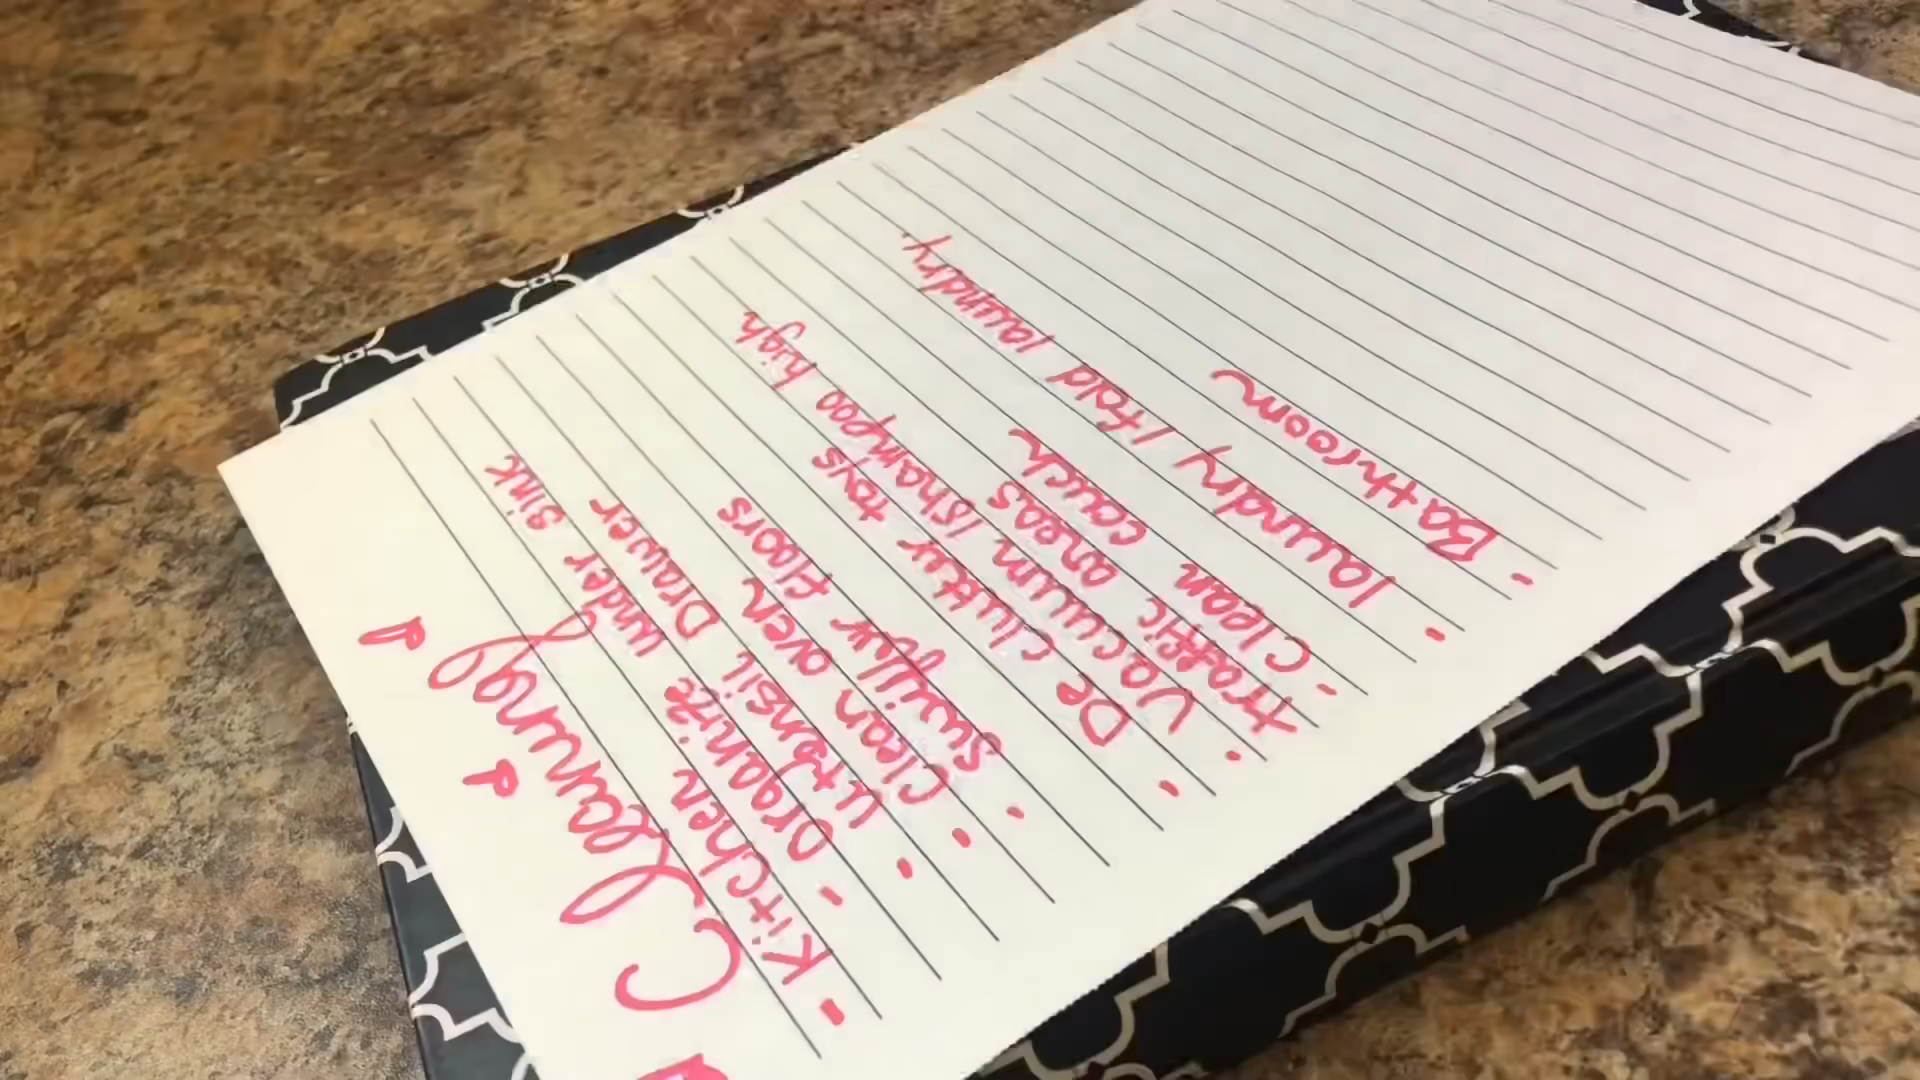 Cleaning!
- Kitchen
- Organize under sink
- Utensil Drawer
- Clean oven
- Swiffer floors
- De clutter toys
- Vaccuum / Shampoo high
traffic areas
- Clean couch
- laundry / fold laundry.
- Bathroom